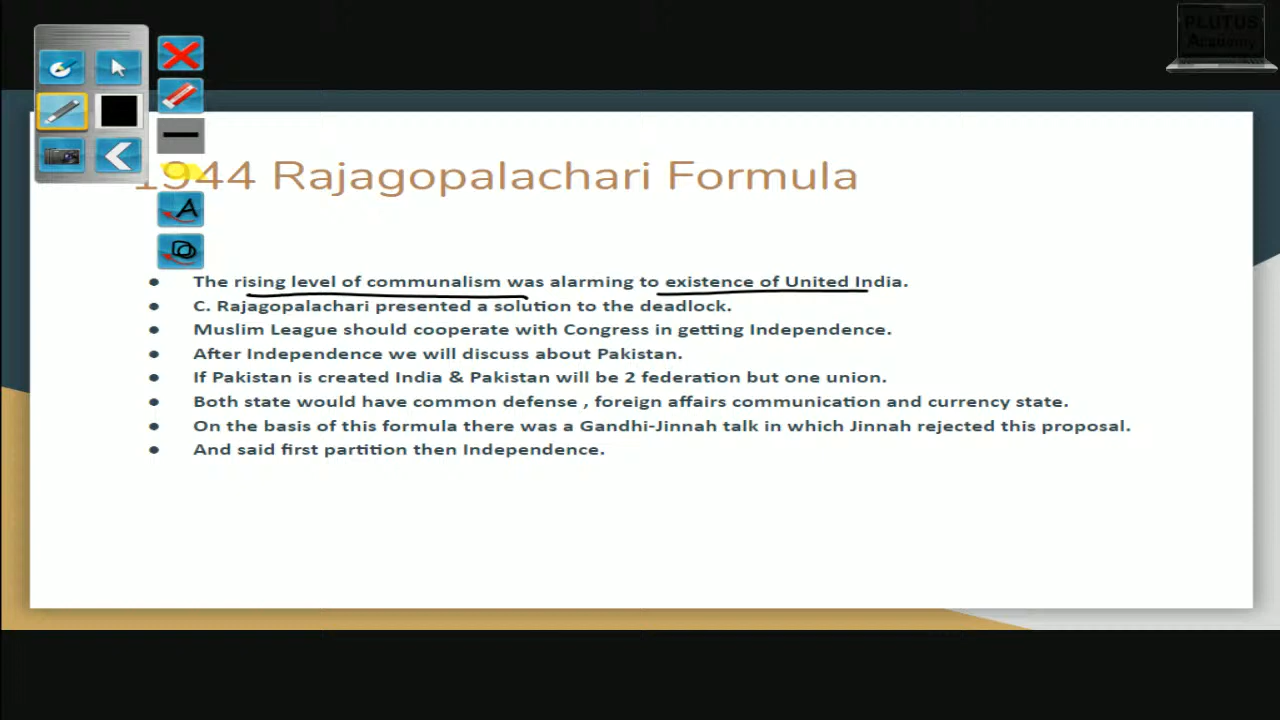 PLUTUS
Academy
1944 Rajagopalachari Formula
● The rising level of communalism was alarming to existence of United India.
● C. Rajagopalachari presented a solution to the deadlock.
● Muslim League should cooperate with Congress in getting Independence.
● After Independence we will discuss about Pakistan.
● If Pakistan is created India & Pakistan will be 2 federation but one union.
● Both state would have common defense , foreign affairs communication and currency state.
● On the basis of this formula there was a Gandhi-Jinnah talk in which Jinnah rejected this proposal.
● And said first partition then Independence.
A